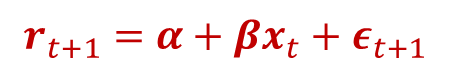 r_{t+1} = α + βx_t + ϵ_{t+1}